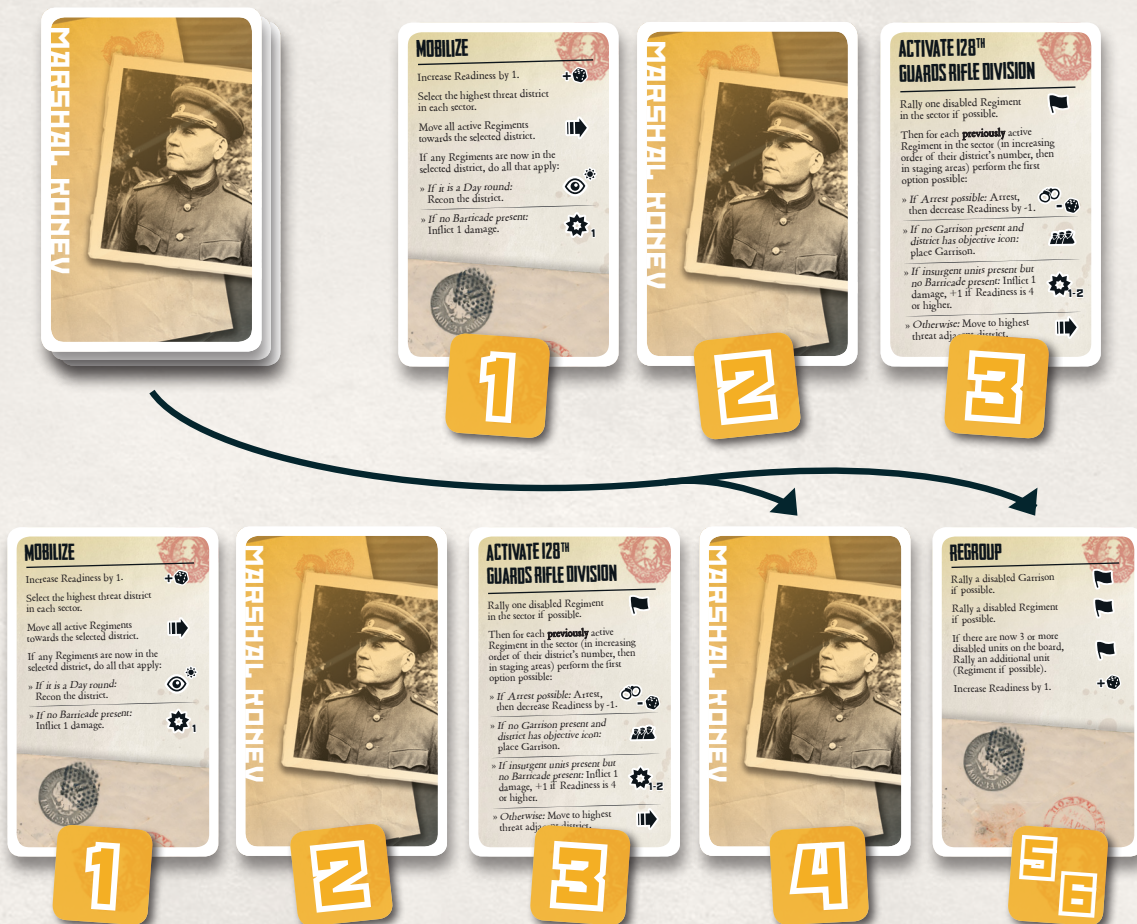 MARSHAL KONEV
MOBILIZE
Increase Readiness by 1.
Select the highest threat district
in each sector.
Move all active Regiments
towards the selected district.
If any Regiments are now in the
selected district, do all that apply:
» If it is a Day round:
Recon the district.
» If no Barricade present:
Inflict 1 damage.
1
1
MARSHAL KONEV
2
ACTIVATE 128TH
GUARDS RIFLE DIVISION
Rally one disabled Regiment
in the sector if possible.
Then for each previously active
Regiment in the sector (in increasing
order of their district's number, then
in staging areas) perform the first
option possible:
» If Arrest possible: Arrest,
then decrease Readiness by -1.
» If no Garrison present and
district has objective icon:
place Garrison.
» If insurgent units present but
no Barricade present: Inflict 1
damage, +1 if Readiness is 4
or higher.
1-2
» Otherwise: Move to highest
threat district.
3
MOBILIZE
Increase Readiness by 1.
Select the highest threat district
in each sector.
Move all active Regiments
towards the selected district.
If any Regiments are now in the
selected district, do all that apply:
» If it is a Day round:
Recon the district.
» If no Barricade present:
Inflict 1 damage.
1
1
MARSHAL KONEV
2
ACTIVATE 128TH
GUARDS RIFLE DIVISION
Rally one disabled Regiment
in the sector if possible.
Then for each previously active
Regiment in the sector (in increasing
order of their district's number, then
in staging areas) perform the first
option possible:
» If Arrest possible: Arrest,
then decrease Readiness by -1.
» If no Garrison present and
district has objective icon:
place Garrison.
» If insurgent units present but
no Barricade present: Inflict 1
damage, +1 if Readiness is 4
or higher.
1-2
» Otherwise: Move to highest
threat district.
3
MARSHAL KONEV
4
REGROUP
Rally a disabled Garrison
if possible.
Rally a disabled Regiment
if possible.
If there are now 3 or more
disabled units on the board,
Rally an additional unit
(Regiment if possible).
Increase Readiness by 1.
5
6